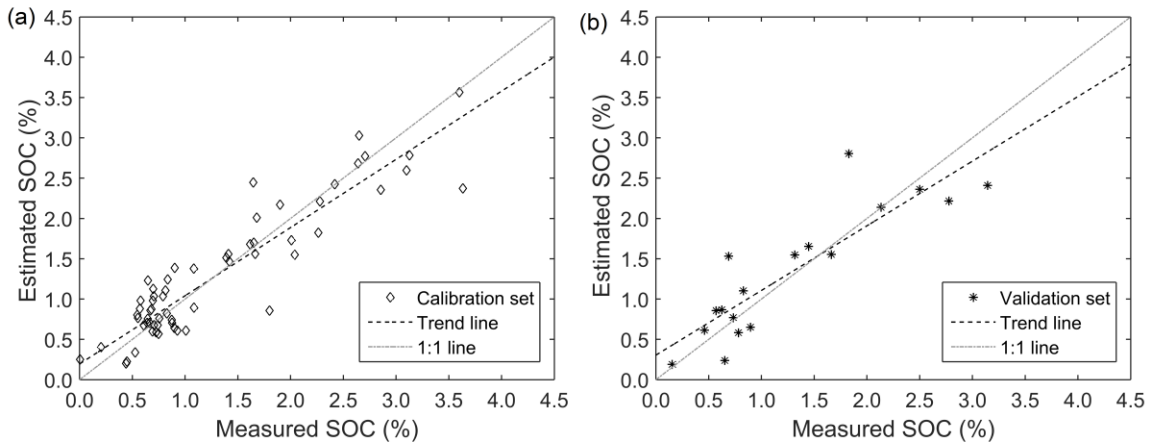 (a)
4.5
4.0
3.5
3.0
2.5
2.0
1.5
1.0
0.5
0.0
Estimated SOC (%)
Calibration set
Trend line
1:1 line
0.0 0.5 1.0 1.5 2.0 2.5 3.0 3.5 4.0 4.5
Measured SOC (%)
(b)
4.5
4.0
3.5
3.0
2.5
2.0
1.5
1.0
0.5
0.0
Estimated SOC (%)
Validation set
Trend line
1:1 line
0.0 0.5 1.0 1.5 2.0 2.5 3.0 3.5 4.0 4.5
Measured SOC (%)